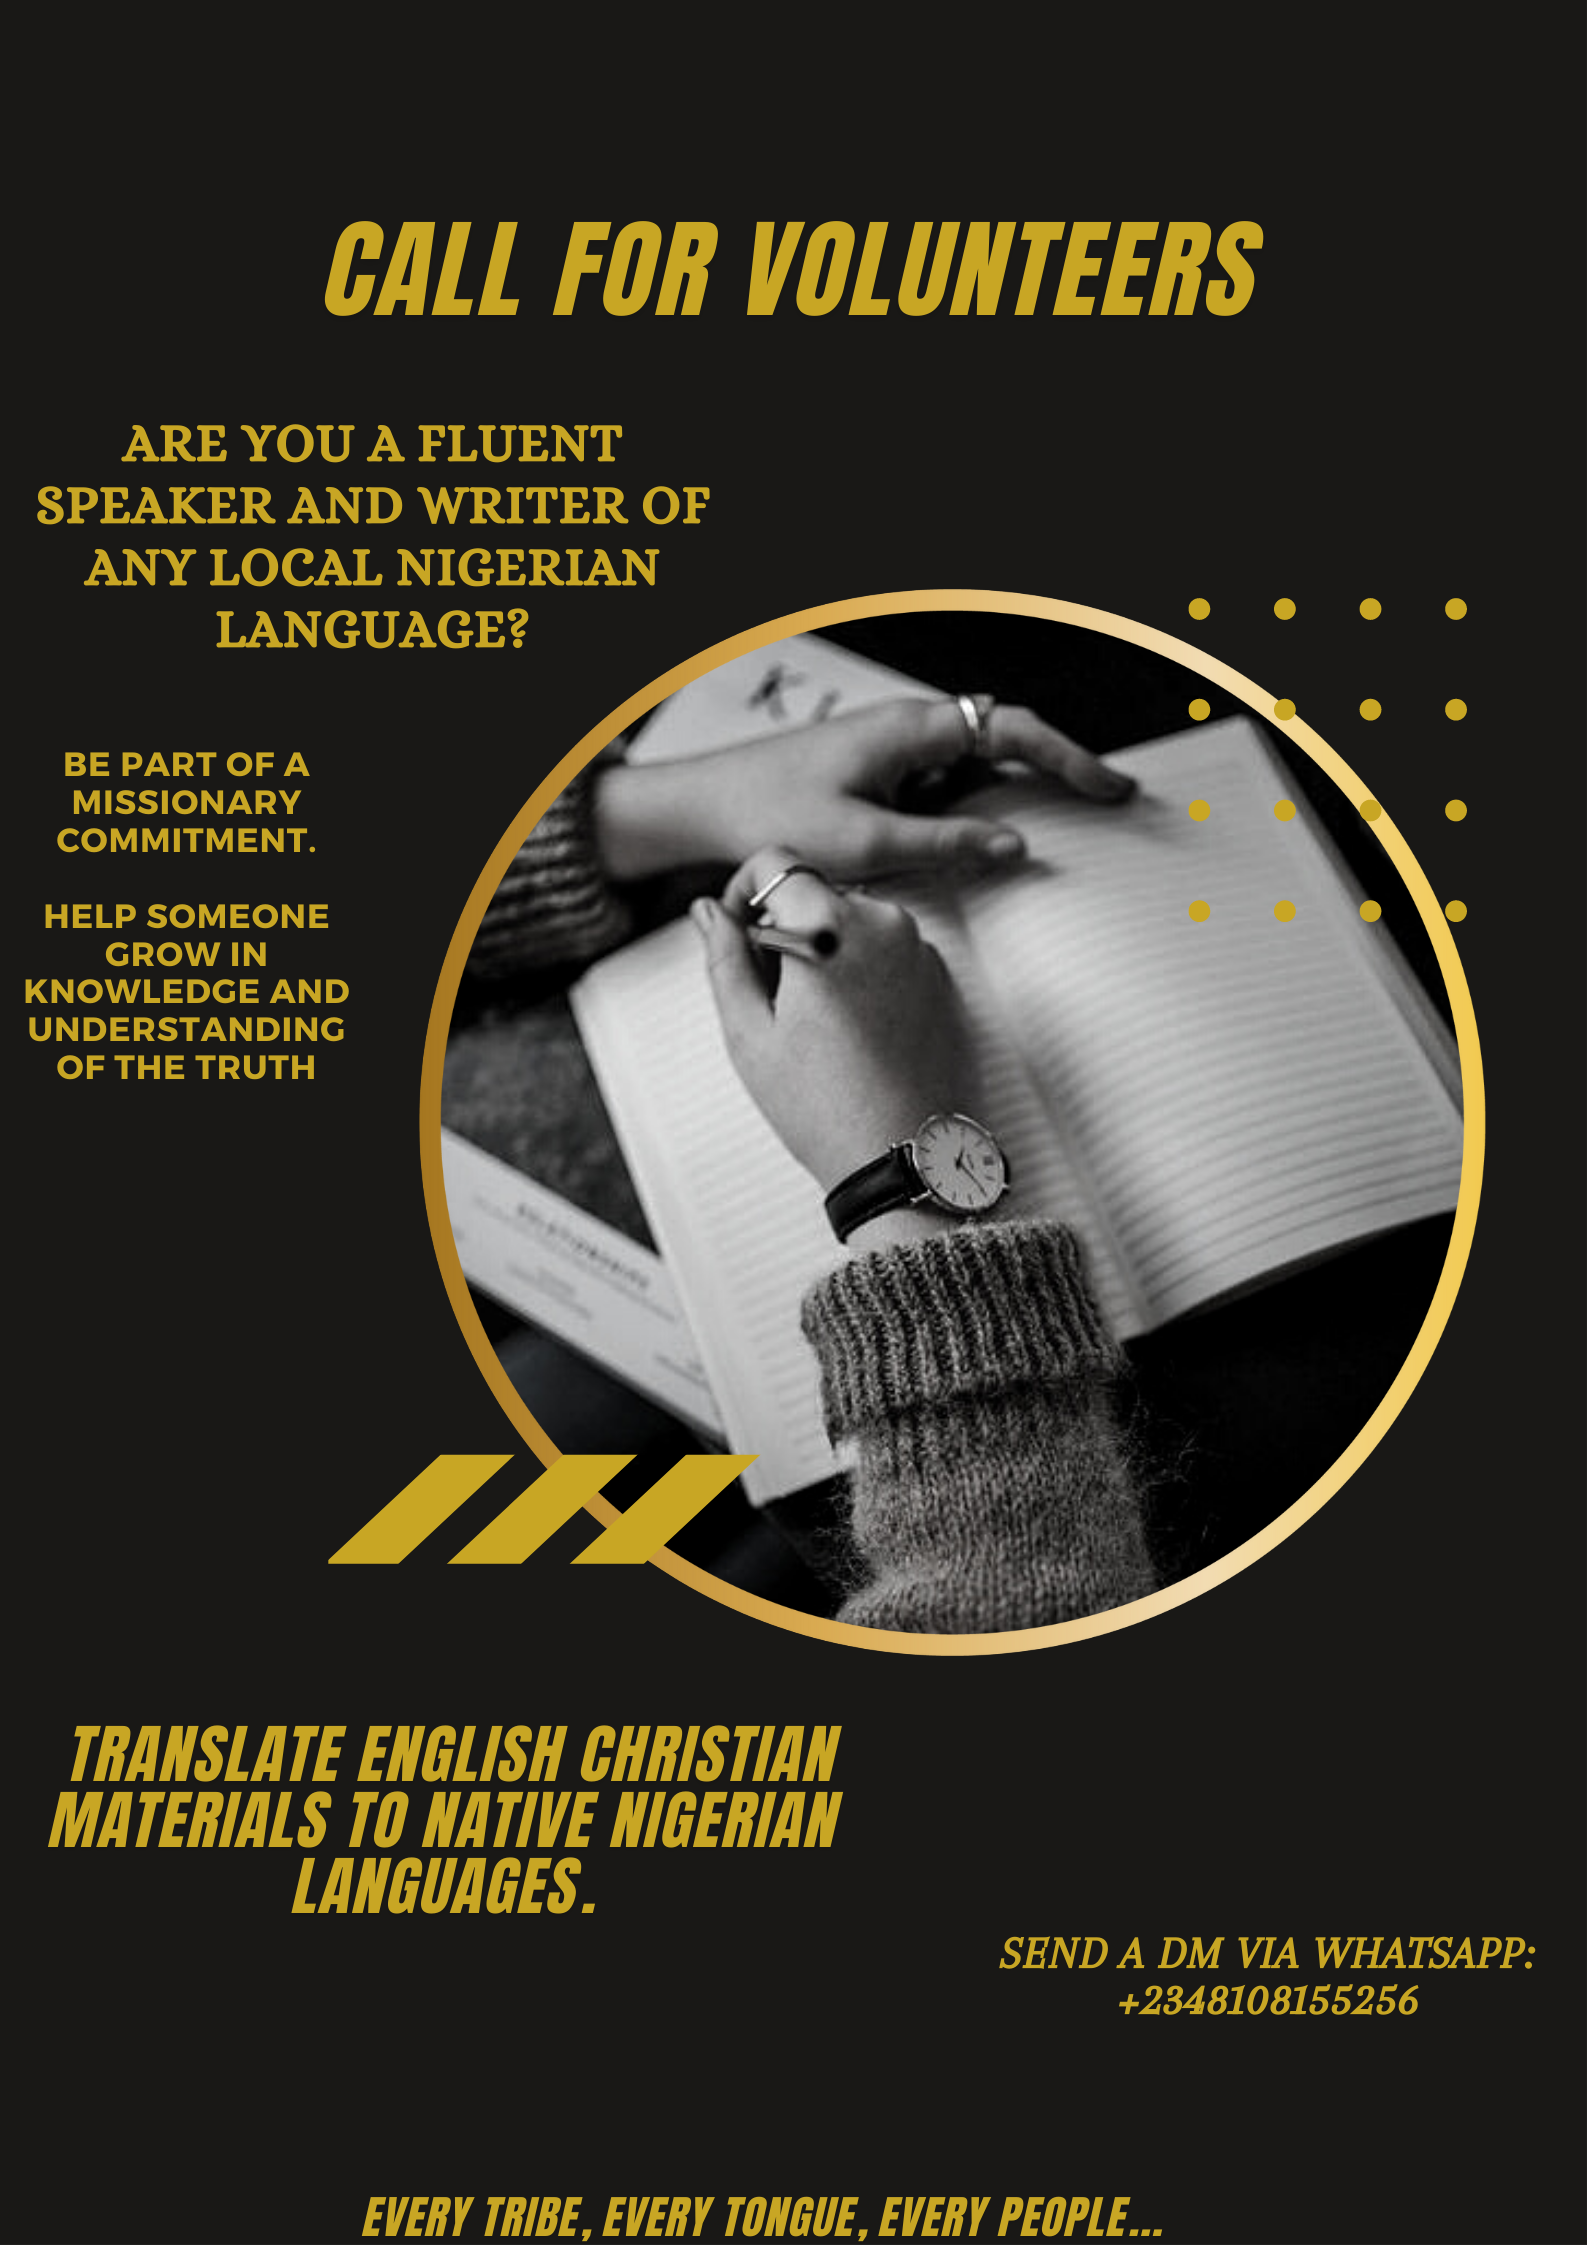 CALL FOR VOLUNTEERS
ARE YOU A FLUENT
SPEAKER AND WRITER OF
ANY LOCAL NIGERIAN
LANGUAGE?
BE PART OF A
MISSIONARY
COMMITMENT.
HELP SOMEONE
GROW IN
KNOWLEDGE AND
UNDERSTANDING
OF THE TRUTH
TRANSLATE ENGLISH CHRISTIAN
MATERIALS TO NATIVE NIGERIAN
LANGUAGES.
SEND A DM VIA WHATSAPP:
+2348108155256
EVERY TRIBE, EVERY TONGUE, EVERY PEOPLE...